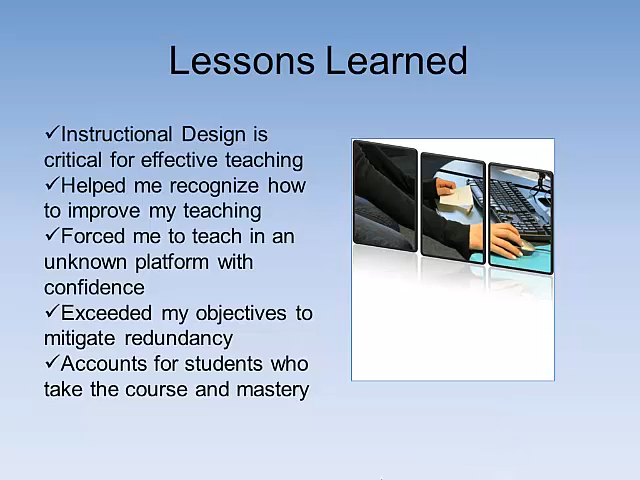 Lessons Learned
✓Instructional Design is
critical for effective teaching
✓Helped me recognize how
to improve my teaching
✓Forced me to teach in an
unknown platform with
confidence
✓Exceeded my objectives to
mitigate redundancy
✓Accounts for students who
take the course and mastery